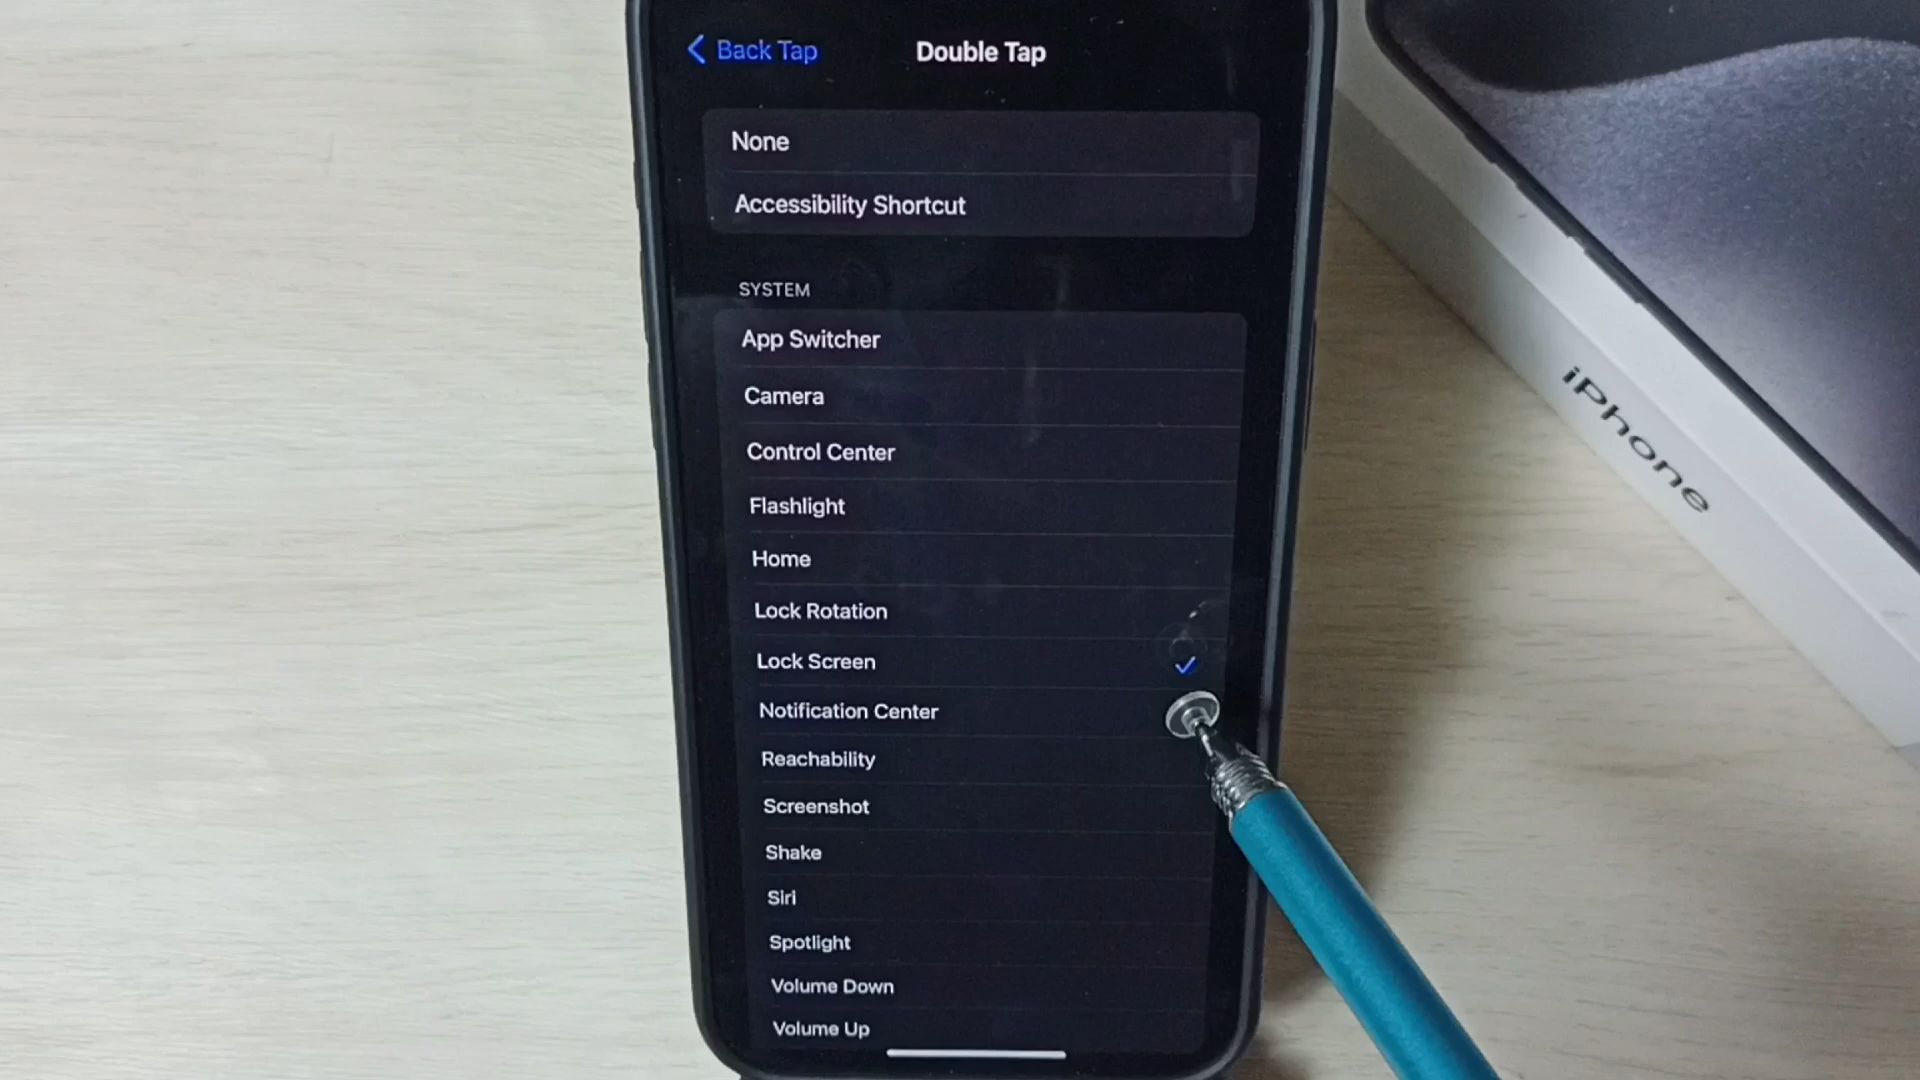 Back Tap
Double Tap
None
Accessibility Shortcut
SYSTEM
App Switcher
Camera
Control Center
Flashlight
Home
Lock Rotation
Lock Screen
Notification Center
Reachability
Screenshot
Shake
Siri
Spotlight
Volume Down
Volume Up
iPhone